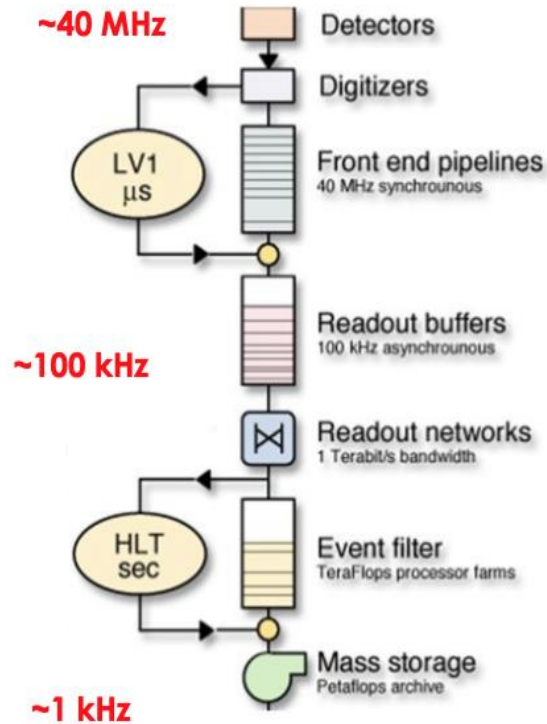 ~40 MHz
Detectors
Digitizers
LV1
μs
Front end pipelines
40 MHz synchrounous
Readout buffers
100 kHz asynchrounous
~100 kHz
Readout networks
1 Terabit/s bandwidth
HLT
sec
Event filter
TeraFlops processor farms
Mass storage
Petaflops archive
~1 kHz